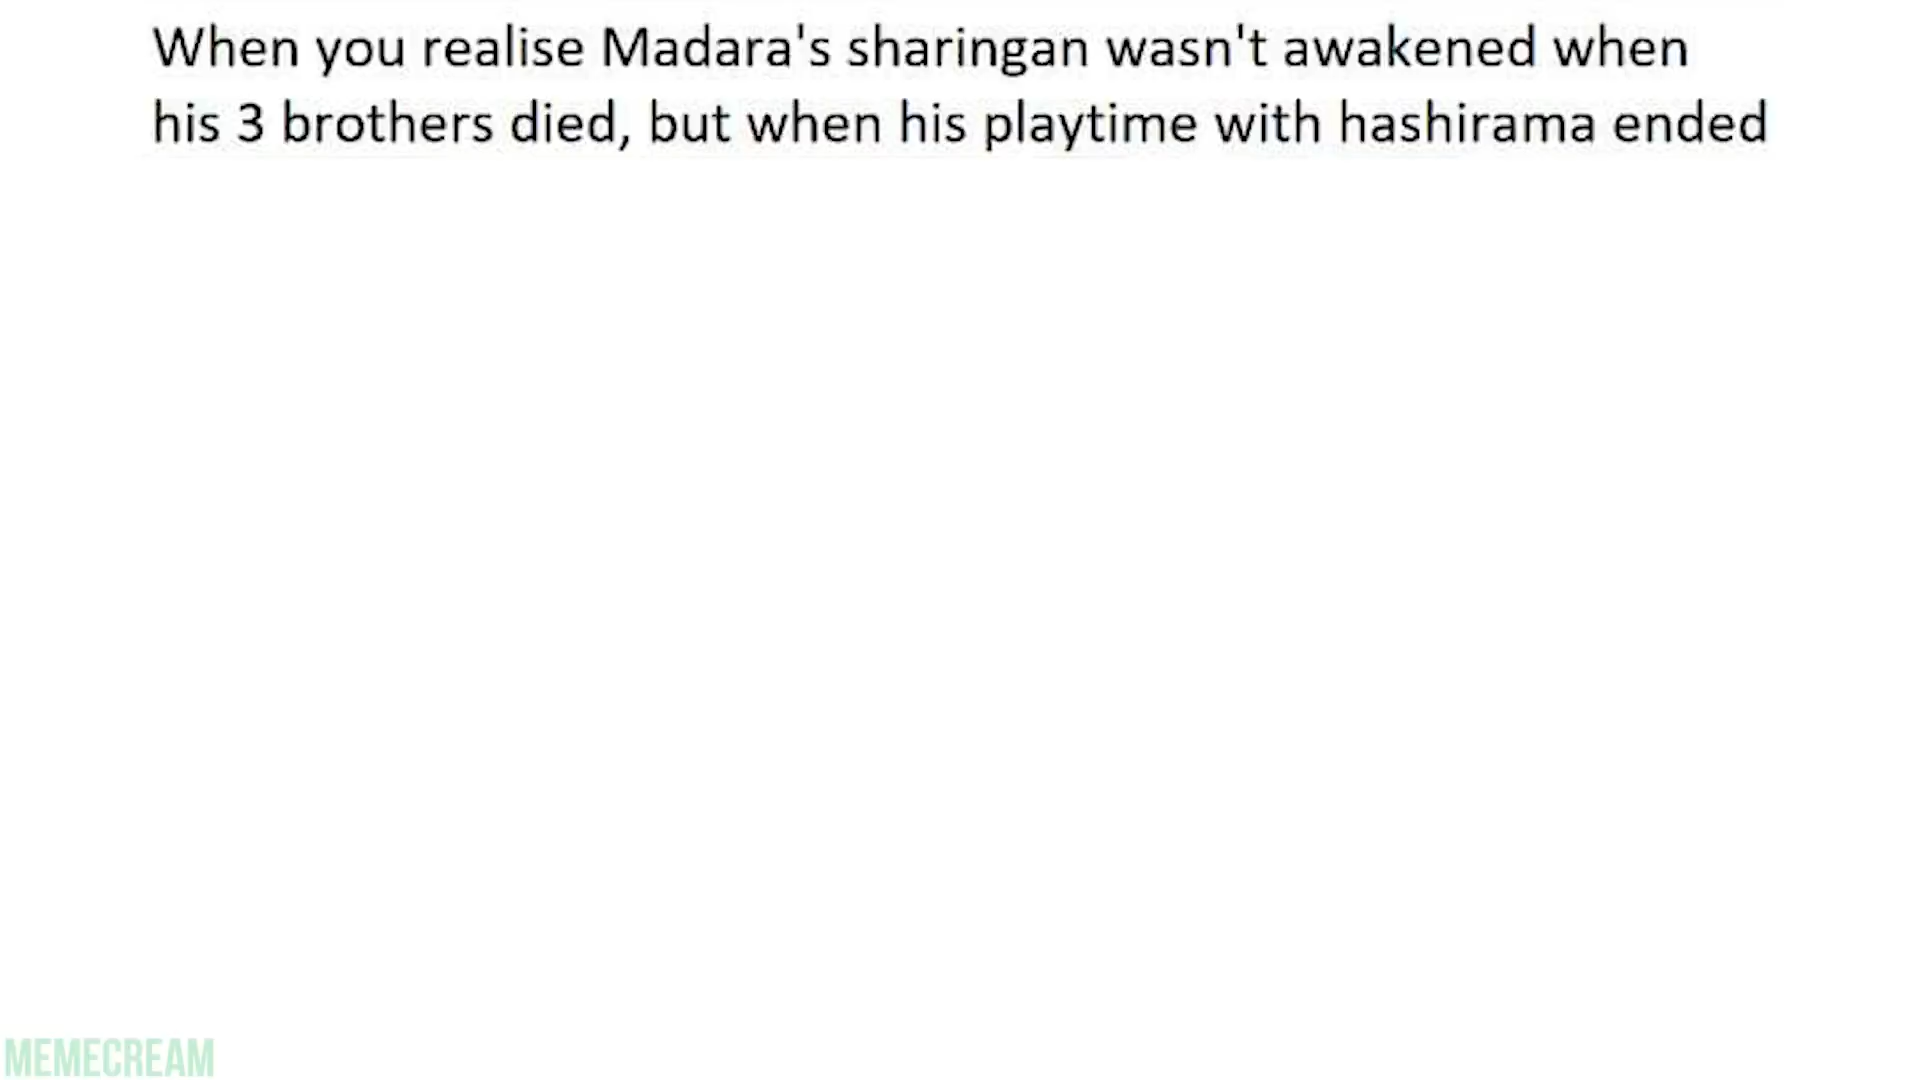 When you realise Madara's sharingan wasn't awakened when
his 3 brothers died, but when his playtime with hashirama ended
MEMECREAM